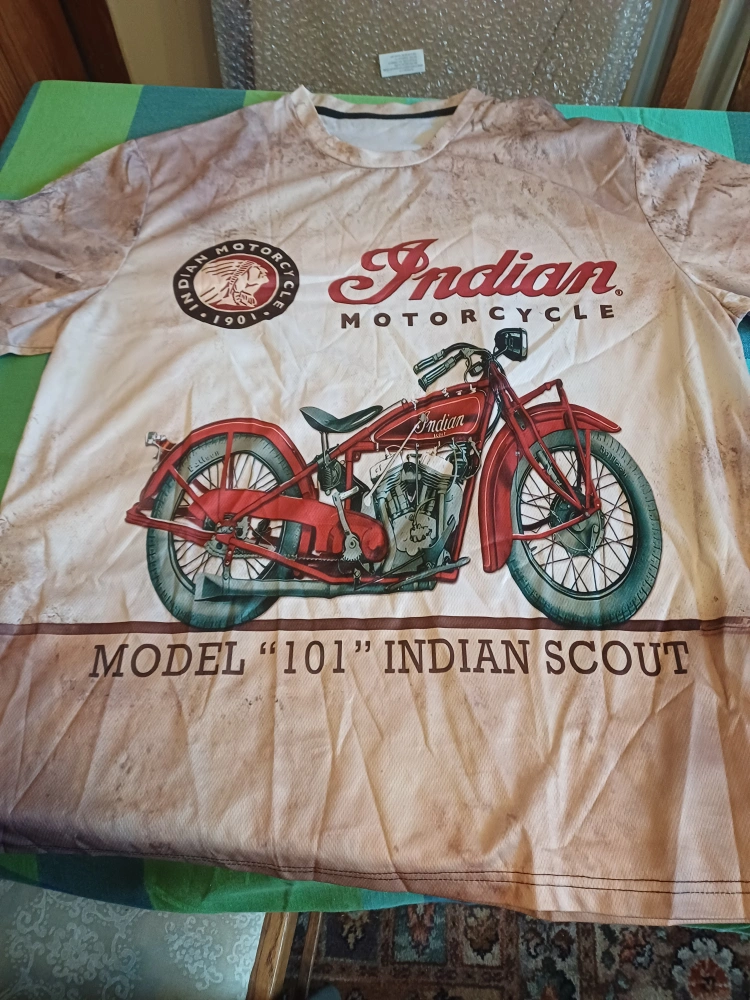 INDIAN MOTORCYCLE
• 1901 •
Indian®
MOTORCYCLE
Indian
MODEL “101” INDIAN SCOUT